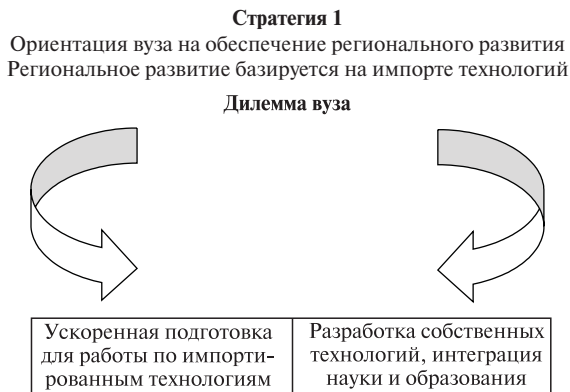 Стратегия 1
Ориентация вуза на обеспечение регионального развития
Региональное развитие базируется на импорте технологий
Дилемма вуза
Ускоренная подготовка
для работы по импорти-
рованным технологиям
Разработка собственных
технологий, интеграция
науки и образования